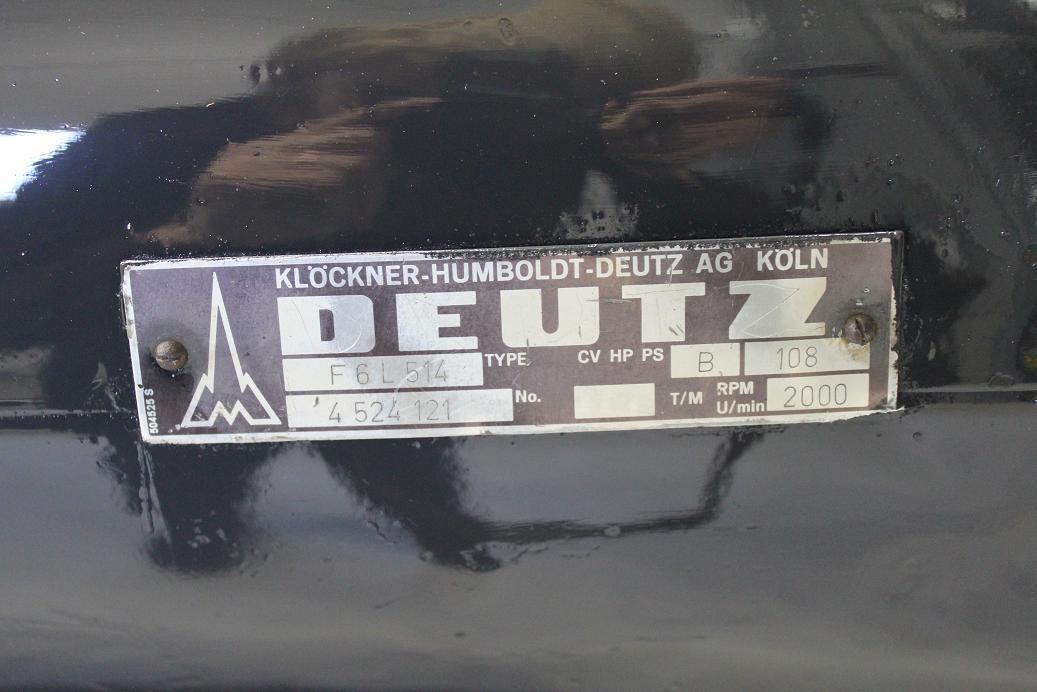 KLÖCKNER-HUMBOLDT-DEUTZ AG KÖLN
DEUTZ
F 6 L 514 TYPE CV HP PS B 108
4 524 121 No. T/M RPM U/min 2000
504525 S